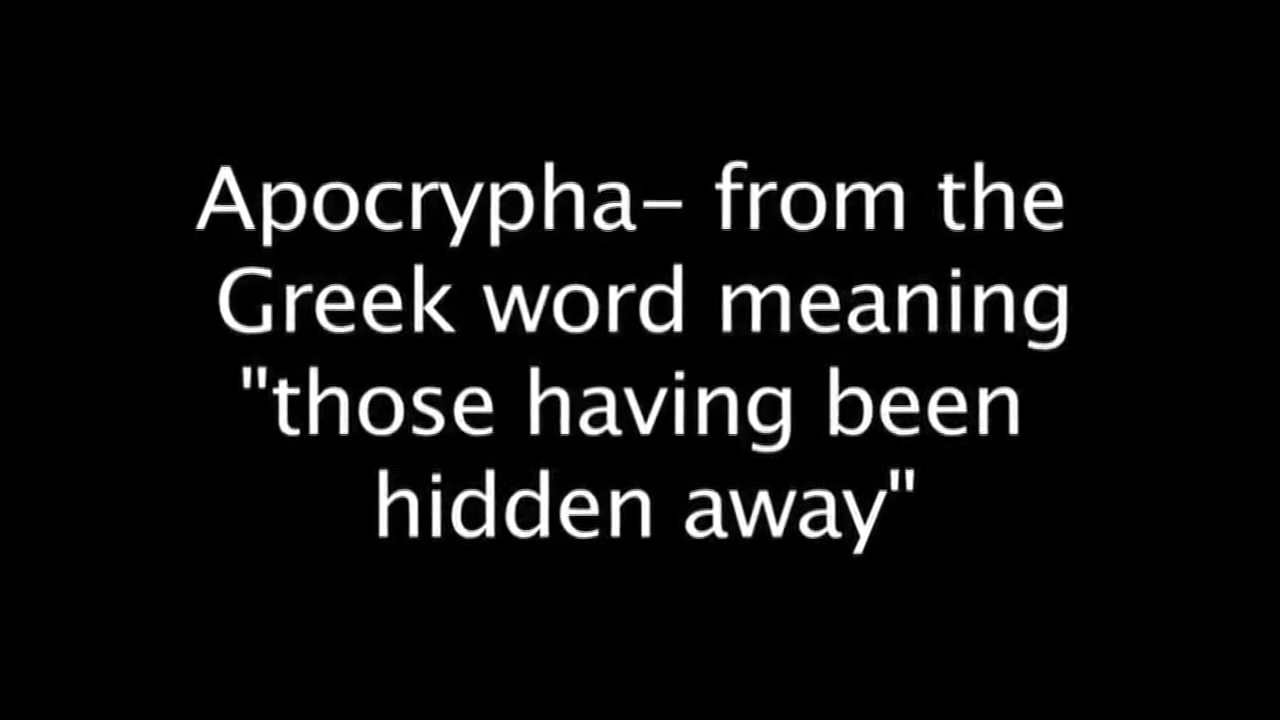 Apocrypha- from the
Greek word meaning
"those having been
hidden away"